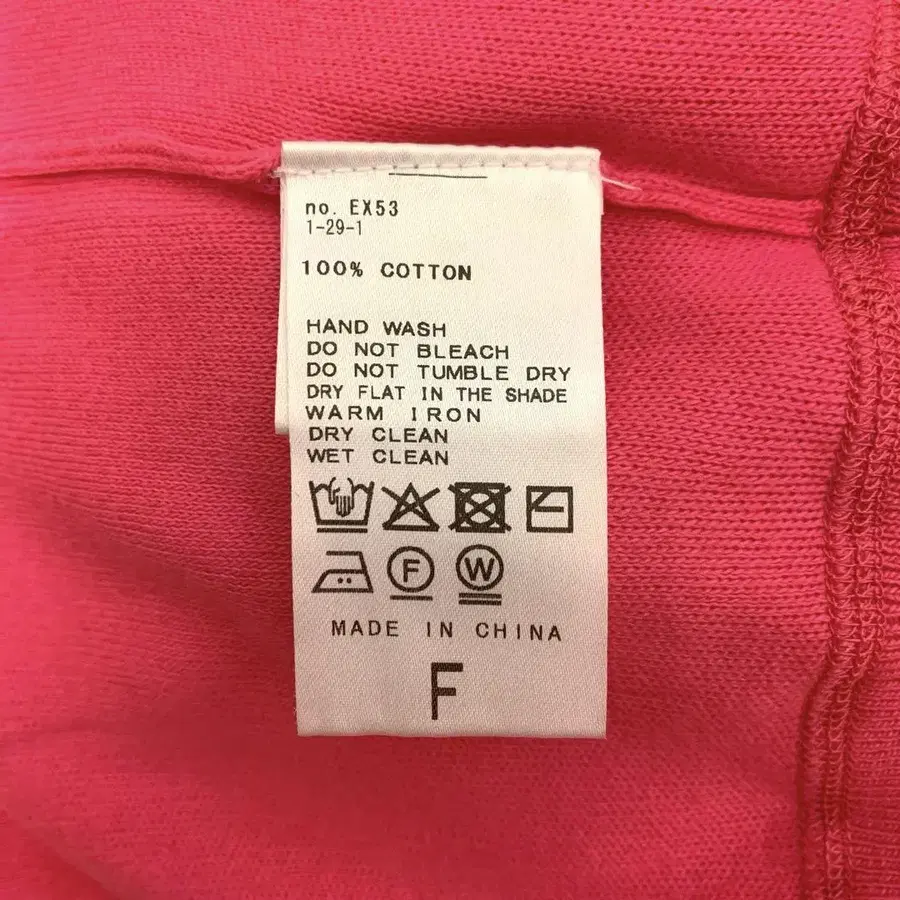 no. EX53
1-29-1
100% COTTON
HAND WASH
DO NOT BLEACH
DO NOT TUMBLE DRY
DRY FLAT IN THE SHADE
WARM IRON
DRY CLEAN
WET CLEAN
F W
MADE IN CHINA
F